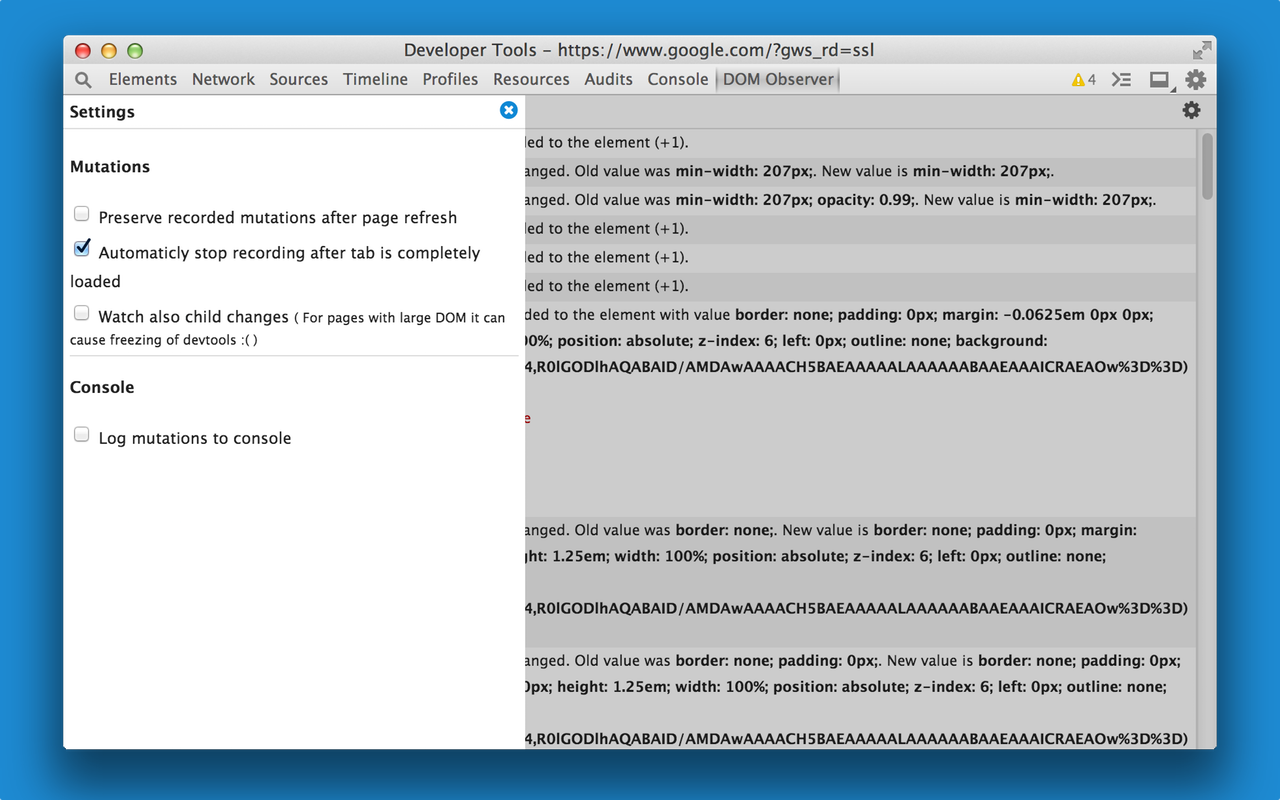 Developer Tools – https://www.google.com/?gws_rd=ssl
Elements Network Sources Timeline Profiles Resources Audits Console DOM Observer 4
Settings
Mutations
Preserve recorded mutations after page refresh
Automaticly stop recording after tab is completely
loaded
Watch also child changes ( For pages with large DOM it can
cause freezing of devtools :( )
Console
Log mutations to console
led to the element (+1).
anged. Old value was min-width: 207px;. New value is min-width: 207px;.
anged. Old value was min-width: 207px; opacity: 0.99;. New value is min-width: 207px;.
led to the element (+1).
led to the element (+1).
led to the element (+1).
ded to the element with value border: none; padding: 0px; margin: -0.0625em 0px 0px;
00%; position: absolute; z-index: 6; left: 0px; outline: none; background:
4,R0lGODlhAQABAID/AMDAwAAAACH5BAEAAAAALAAAAAABAAEAAAICRAEAOw%3D%3D)
e
anged. Old value was border: none;. New value is border: none; padding: 0px; margin:
ght: 1.25em; width: 100%; position: absolute; z-index: 6; left: 0px; outline: none;
4,R0lGODlhAQABAID/AMDAwAAAACH5BAEAAAAALAAAAAABAAEAAAICRAEAOw%3D%3D)
anged. Old value was border: none; padding: 0px;. New value is border: none; padding: 0px;
0px; height: 1.25em; width: 100%; position: absolute; z-index: 6; left: 0px; outline: none;
4,R0lGODlhAQABAID/AMDAwAAAACH5BAEAAAAALAAAAAABAAEAAAICRAEAOw%3D%3D)